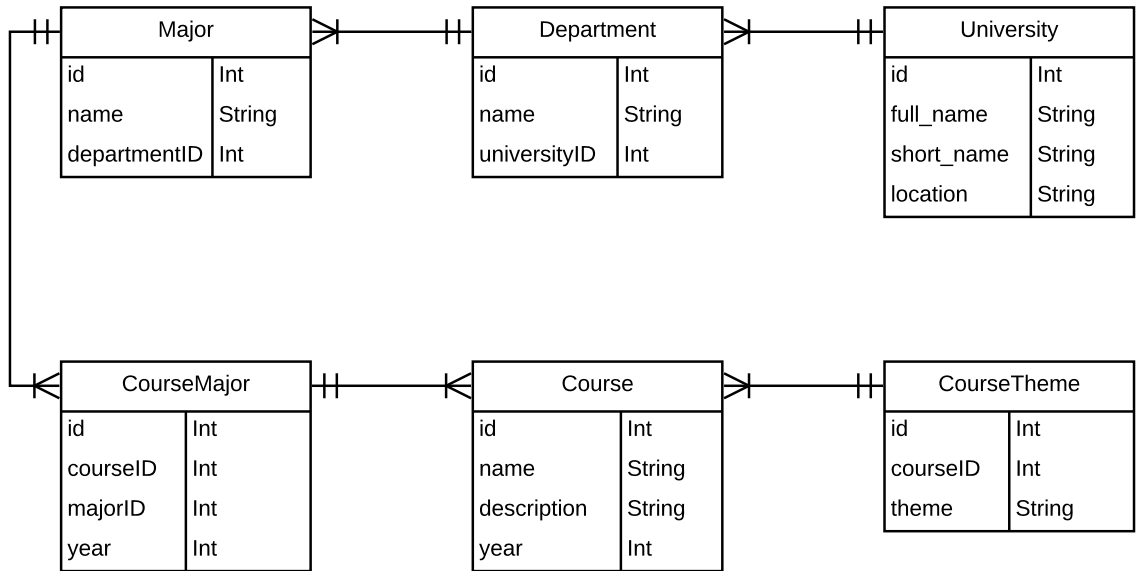 Major
id Int
name String
departmentID Int
Department
id Int
name String
universityID Int
University
id Int
full_name String
short_name String
location String
CourseMajor
id Int
courseID Int
majorID Int
year Int
Course
id Int
name String
description String
year Int
CourseTheme
id Int
courseID Int
theme String